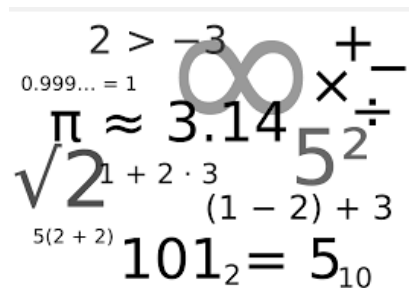 2 > −3
∞
+
−
×
÷
0.999... = 1
π ≈ 3.14
5²
√2
1 + 2 · 3
(1 − 2) + 3
5(2 + 2)
101₂ = 5₁₀